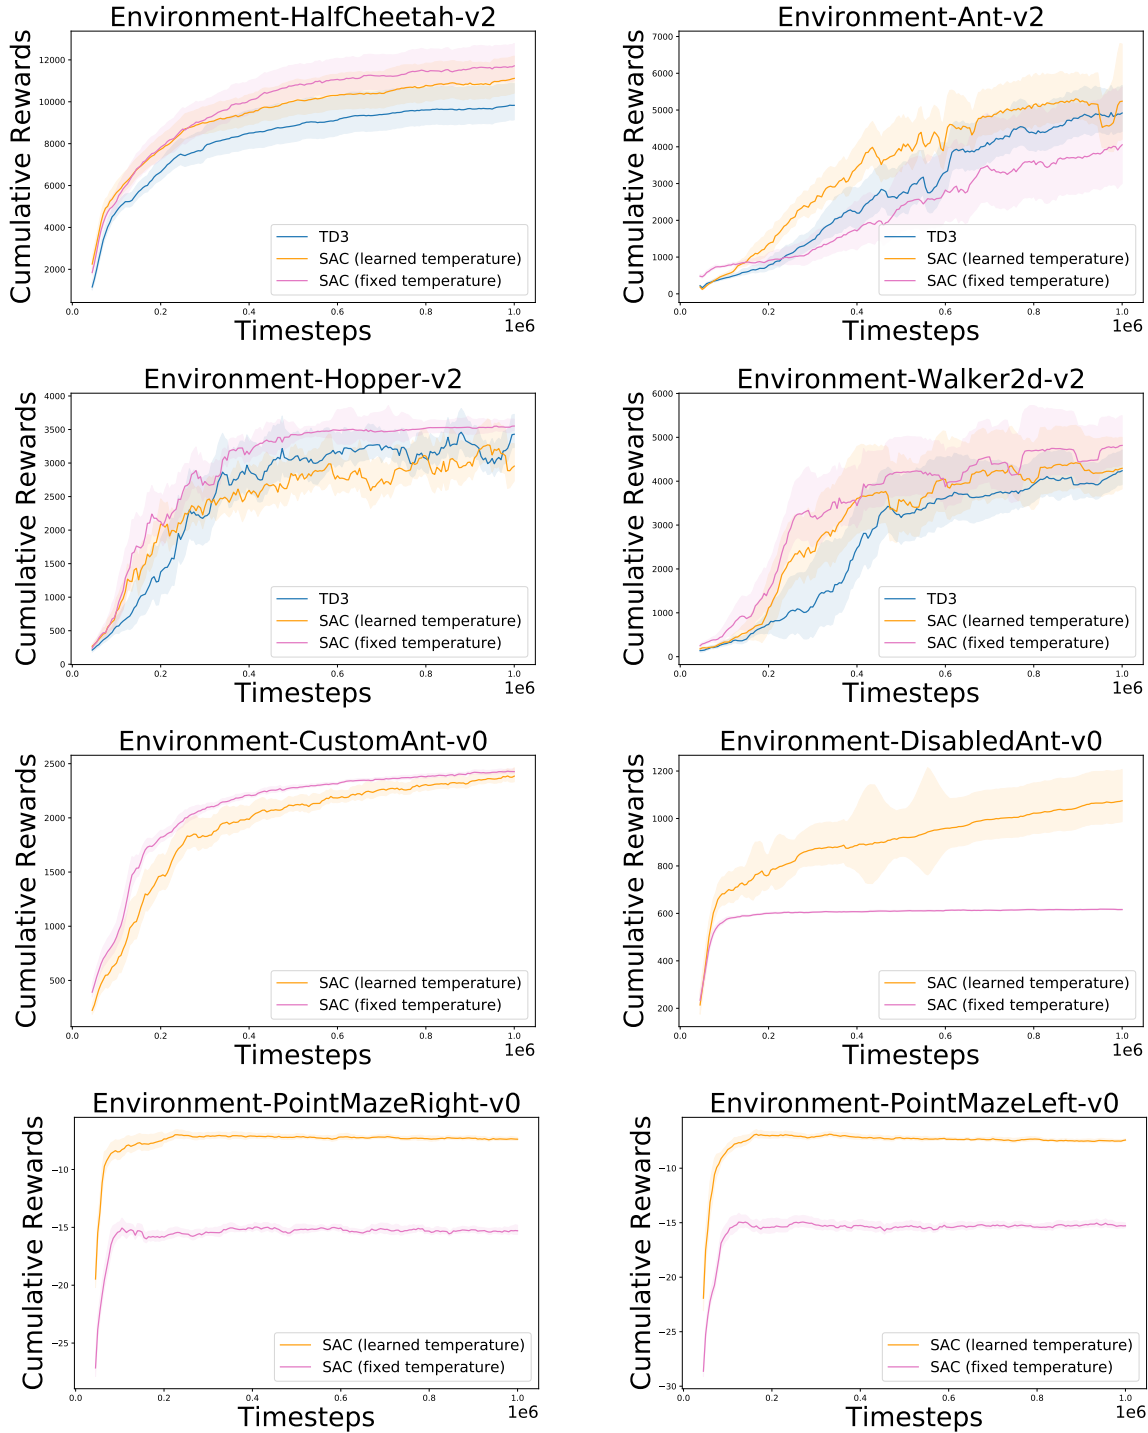 Environment-HalfCheetah-v2
Cumulative Rewards
12000
10000
8000
6000
4000
2000
TD3
SAC (learned temperature)
SAC (fixed temperature)
0.0 0.2 0.4 0.6 0.8 1.0
1e6
Timesteps
Environment-Ant-v2
Cumulative Rewards
7000
6000
5000
4000
3000
2000
1000
0
TD3
SAC (learned temperature)
SAC (fixed temperature)
0.0 0.2 0.4 0.6 0.8 1.0
1e6
Timesteps
Environment-Hopper-v2
Cumulative Rewards
4000
3500
3000
2500
2000
1500
1000
500
0
TD3
SAC (learned temperature)
SAC (fixed temperature)
0.0 0.2 0.4 0.6 0.8 1.0
1e6
Timesteps
Environment-Walker2d-v2
Cumulative Rewards
6000
5000
4000
3000
2000
1000
0
TD3
SAC (learned temperature)
SAC (fixed temperature)
0.0 0.2 0.4 0.6 0.8 1.0
1e6
Timesteps
Environment-CustomAnt-v0
Cumulative Rewards
2500
2000
1500
1000
500
SAC (learned temperature)
SAC (fixed temperature)
0.0 0.2 0.4 0.6 0.8 1.0
1e6
Timesteps
Environment-DisabledAnt-v0
Cumulative Rewards
1200
1000
800
600
400
200
SAC (learned temperature)
SAC (fixed temperature)
0.0 0.2 0.4 0.6 0.8 1.0
1e6
Timesteps
Environment-PointMazeRight-v0
Cumulative Rewards
−10
−15
−20
−25
SAC (learned temperature)
SAC (fixed temperature)
0.0 0.2 0.4 0.6 0.8 1.0
1e6
Timesteps
Environment-PointMazeLeft-v0
Cumulative Rewards
−10
−15
−20
−25
−30
SAC (learned temperature)
SAC (fixed temperature)
0.0 0.2 0.4 0.6 0.8 1.0
1e6
Timesteps